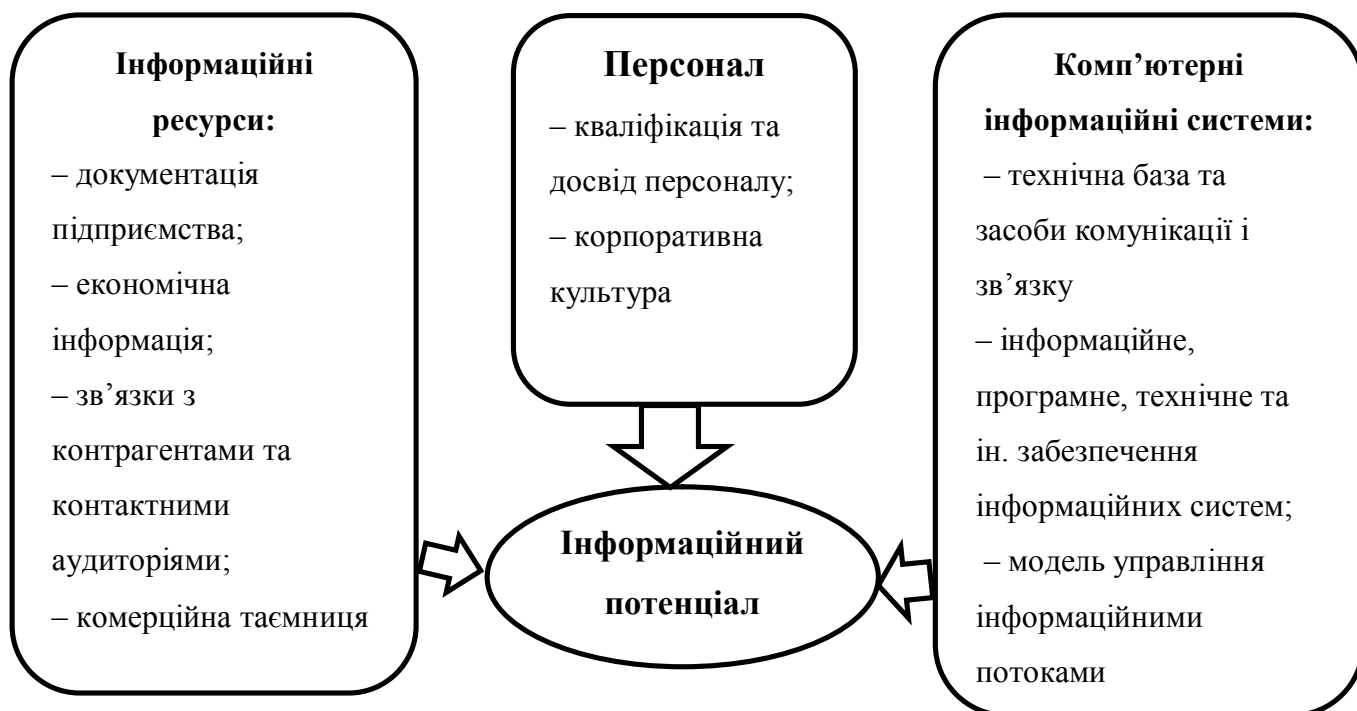 Інформаційні
ресурси:
– документація
підприємства;
– економічна
інформація;
– зв’язки з
контрагентами та
контактними
аудиторіями;
– комерційна таємниця
Персонал
– кваліфікація та
досвід персоналу;
– корпоративна
культура
Комп’ютерні
інформаційні системи:
– технічна база та
засоби комунікації і
зв’язку
– інформаційне,
програмне, технічне та
ін. забезпечення
інформаційних систем;
– модель управління
інформаційними
потоками
Інформаційний
потенціал